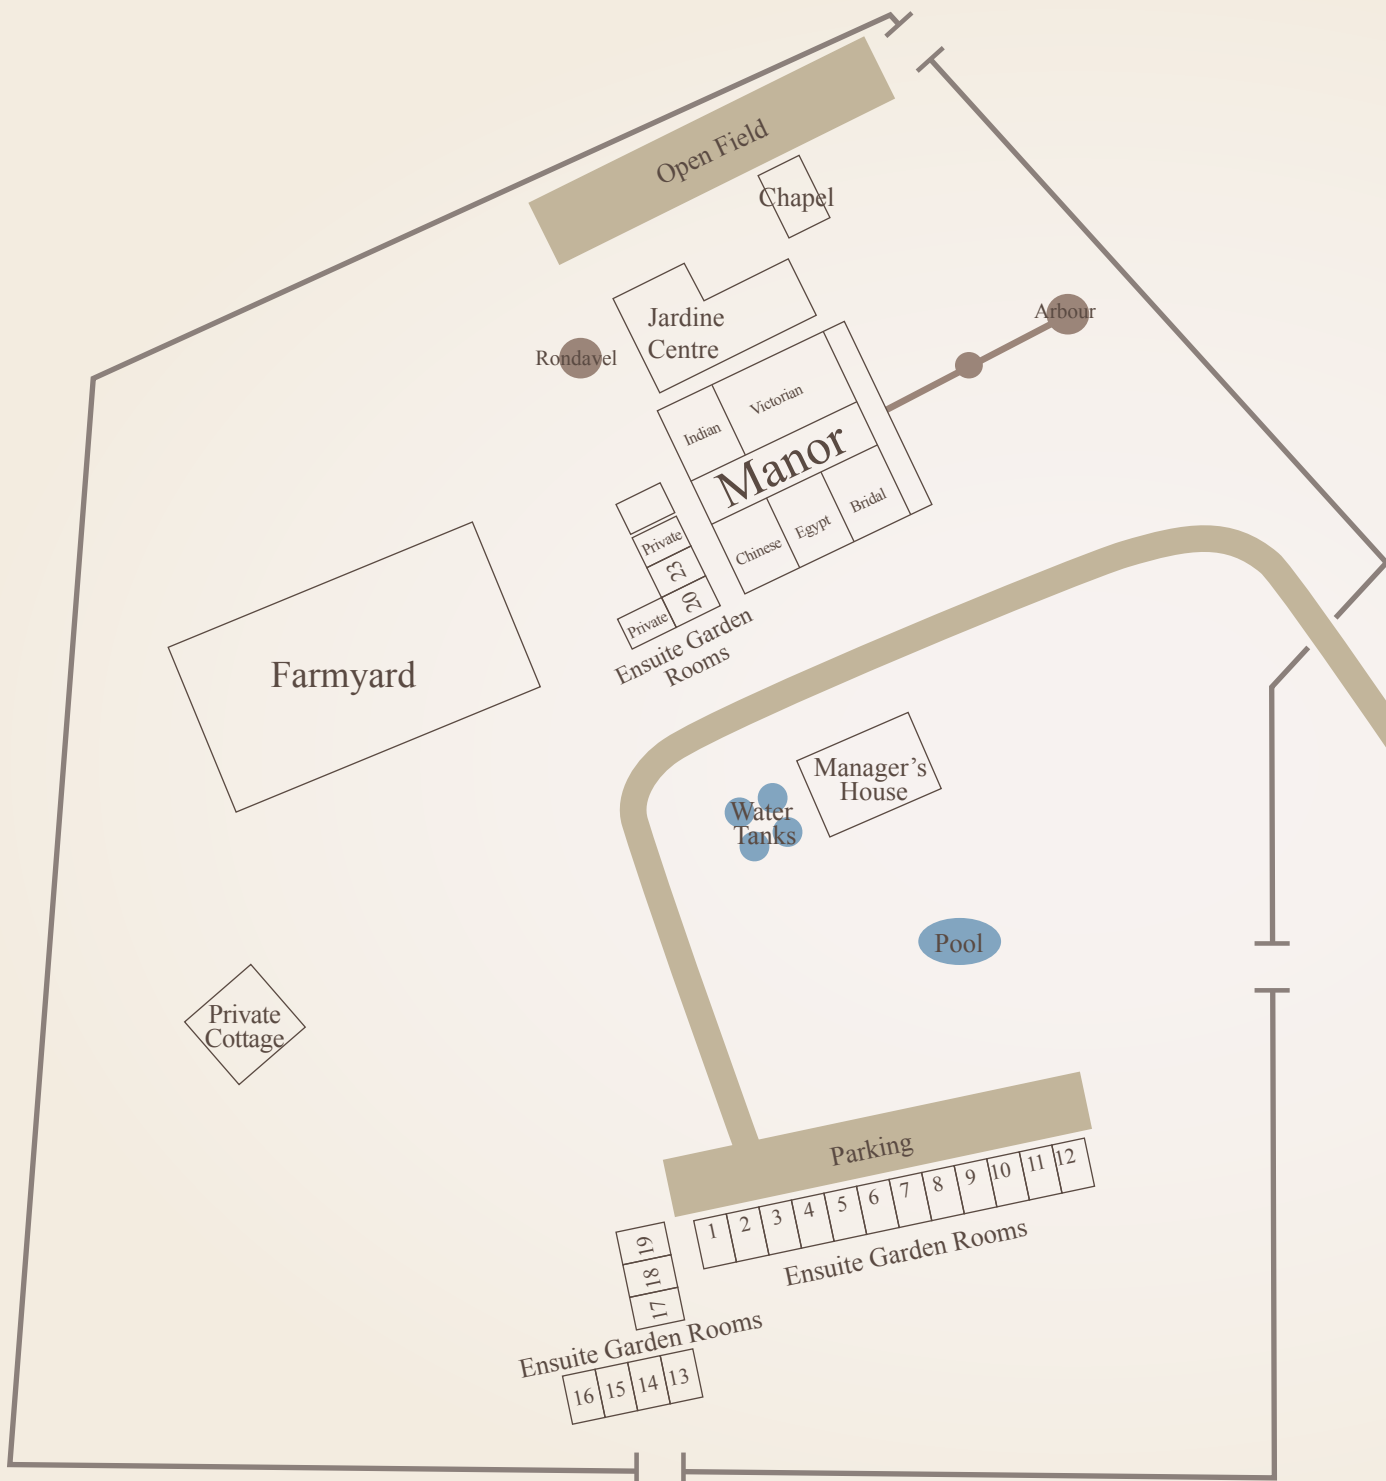 Open Field
Chapel
Jardine
Centre
Arbour
Rondavel
Indian
Victorian
Manor
Chinese
Egypt
Bridal
Private
23
20
Private
Ensuite Garden
Rooms
Farmyard
Manager’s
House
Water
Tanks
Pool
Private
Cottage
Parking
1
2
3
4
5
6
7
8
9
10
11
12
Ensuite Garden Rooms
19
18
17
Ensuite Garden Rooms
16
15
14
13